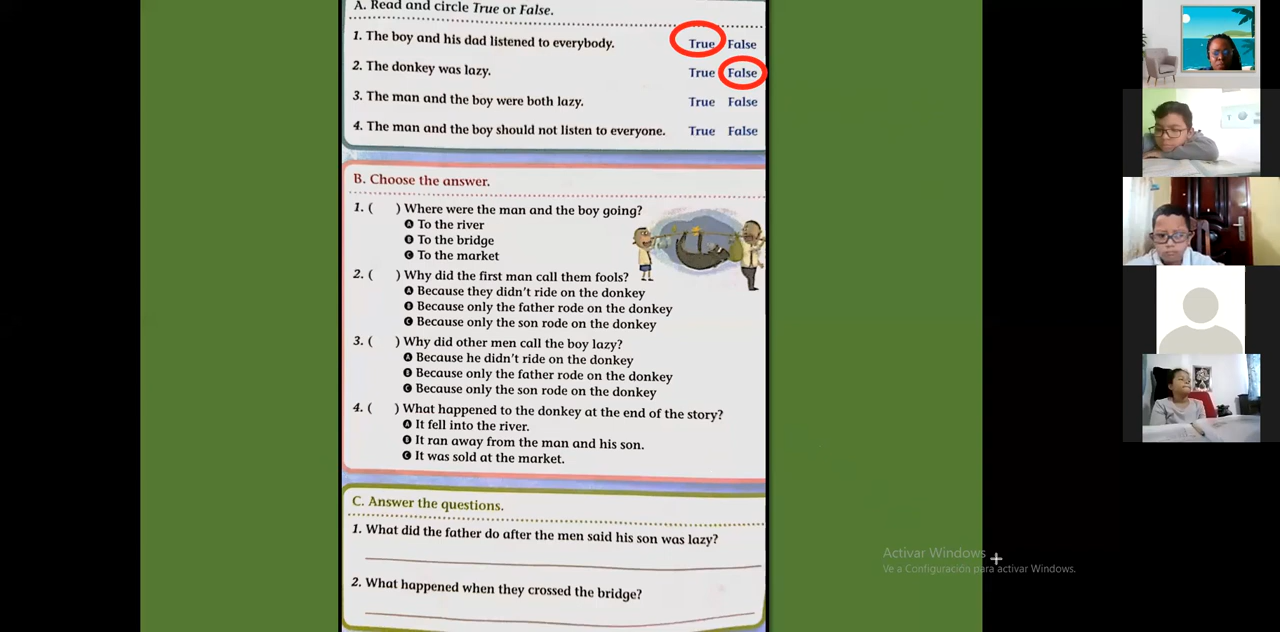 A. Read and circle True or False.
1. The boy and his dad listened to everybody. True False
2. The donkey was lazy. True False
3. The man and the boy were both lazy. True False
4. The man and the boy should not listen to everyone. True False
B. Choose the answer.
1. ( ) Where were the man and the boy going?
A To the river
B To the bridge
C To the market
2. ( ) Why did the first man call them fools?
A Because they didn't ride on the donkey
B Because only the father rode on the donkey
C Because only the son rode on the donkey
3. ( ) Why did other men call the boy lazy?
A Because he didn't ride on the donkey
B Because only the father rode on the donkey
C Because only the son rode on the donkey
4. ( ) What happened to the donkey at the end of the story?
A It fell into the river.
B It ran away from the man and his son.
C It was sold at the market.
C. Answer the questions.
1. What did the father do after the men said his son was lazy?
2. What happened when they crossed the bridge?
Activar Windows
Ve a Configuración para activar Windows.